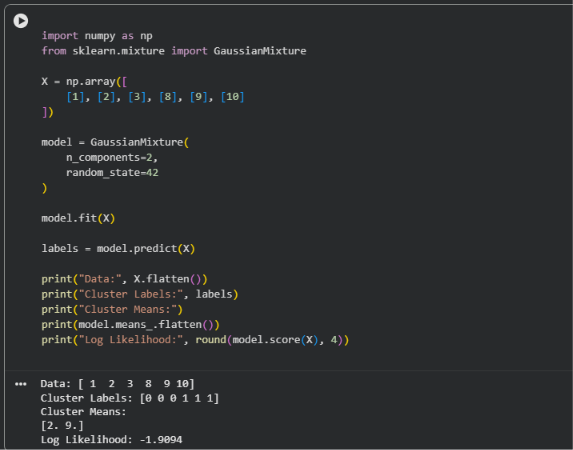 import numpy as np
from sklearn.mixture import GaussianMixture
X = np.array([
    [1], [2], [3], [8], [9], [10]
])
model = GaussianMixture(
    n_components=2,
    random_state=42
)
model.fit(X)
labels = model.predict(X)
print("Data:", X.flatten())
print("Cluster Labels:", labels)
print("Cluster Means:")
print(model.means_.flatten())
print("Log Likelihood:", round(model.score(X), 4))
Data: [ 1  2  3  8  9 10]
Cluster Labels: [0 0 0 1 1 1]
Cluster Means:
[2. 9.]
Log Likelihood: -1.9094